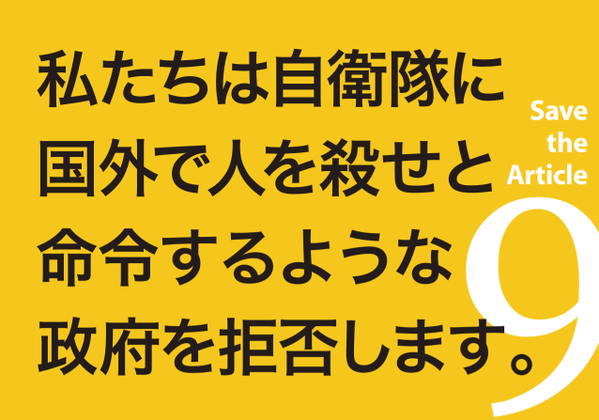 私たちは自衛隊に
国外で人を殺せと
命令するような
政府を拒否します。
Save
the
Article
9